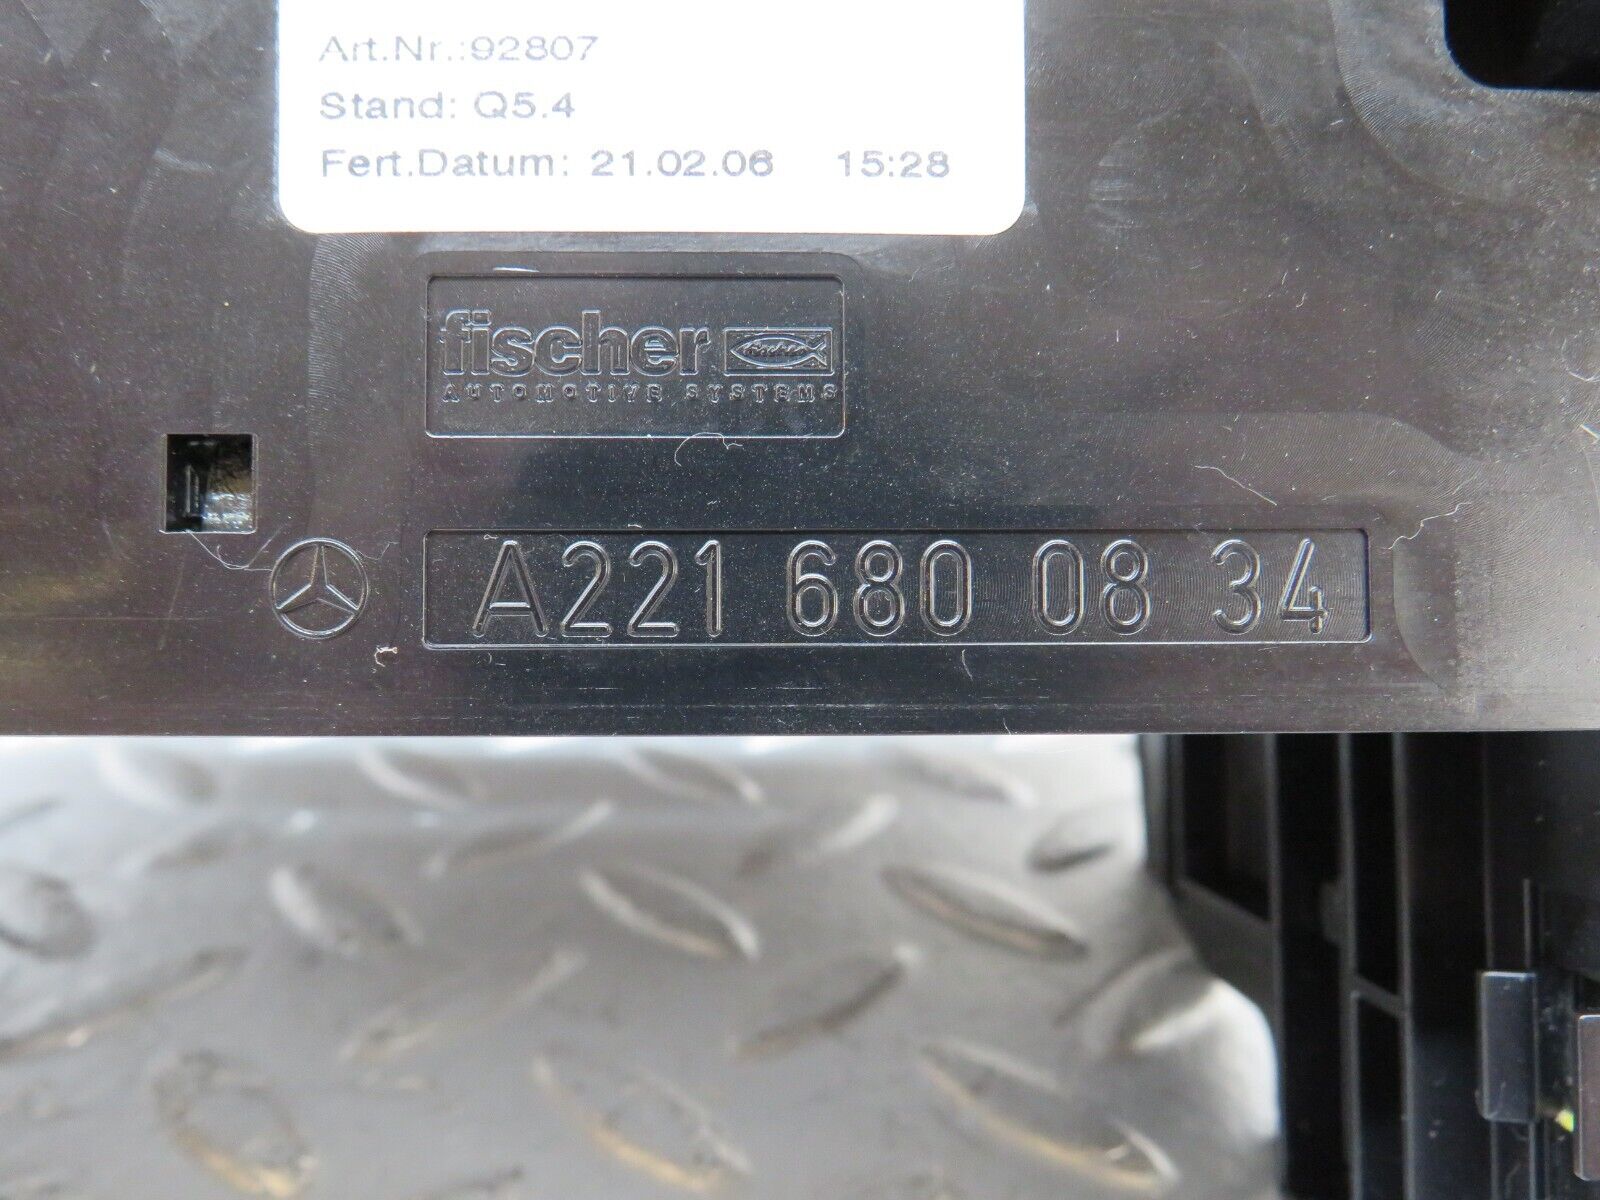 Art.Nr.:92807
Stand: Q5.4
Fert.Datum: 21.02.06 15:28
fischer fischer
AUTOMOTIVE SYSTEMS
A221 680 08 34